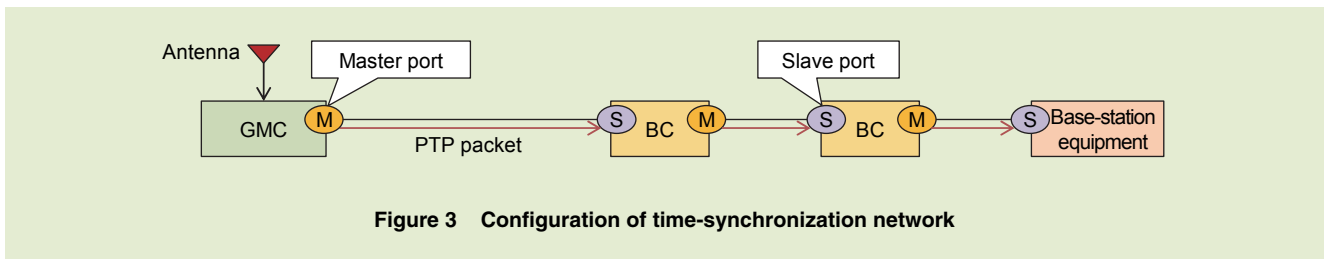 Antenna
Master port
Slave port
GMC
M
PTP packet
S
BC
M
S
BC
M
S
Base-station
equipment
Figure 3 Configuration of time-synchronization network